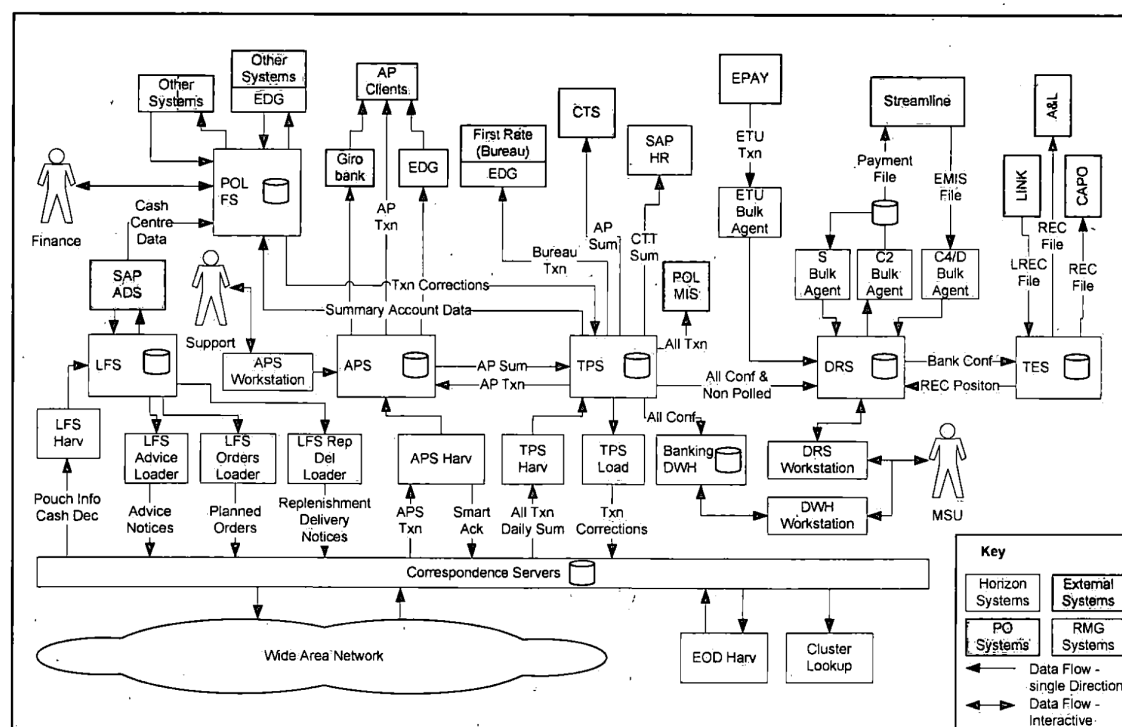 Other
Systems
Other
Systems
EDG
AP
Clients
EPAY
Streamline
A&L
CTS
SAP
HR
First Rate
(Bureau)
EDG
POL
FS
Giro
bank
EDG
ETU
Txn
Payment
File
EMIS
File
LINK
CAPO
ETU
Bulk
Agent
REC
File
Finance
Cash
Centre
Data
AP
Txn
AP
Sum
CTT
Sum
Bureau
Txn
S
Bulk
Agent
C2
Bulk
Agent
C4/D
Bulk
Agent
LREC
File
REC
File
SAP
ADS
Support
Txn Corrections
Summary Account Data
POL
MIS
All Txn
LFS
APS
Workstation
APS
AP Sum
AP Txn
TPS
All Conf &
Non Polled
DRS
Bank Conf
REC Positon
TES
LFS
Harv
LFS
Advice
Loader
LFS
Orders
Loader
LFS Rep
Del
Loader
APS Harv
TPS
Harv
TPS
Load
All Conf
Banking
DWH
DRS
Workstation
DWH
Workstation
MSU
Pouch Info
Cash Dec
Advice
Notices
Planned
Orders
Replenishment
Delivery
Notices
APS
Txn
Smart
Ack
All Txn
Daily Sum
Txn
Corrections
Correspondence Servers
Wide Area Network
EOD Harv
Cluster
Lookup
Key
Horizon
Systems
External
Systems
PO
Systems
RMG
Systems
Data Flow -
single Direction
Data Flow -
Interactive